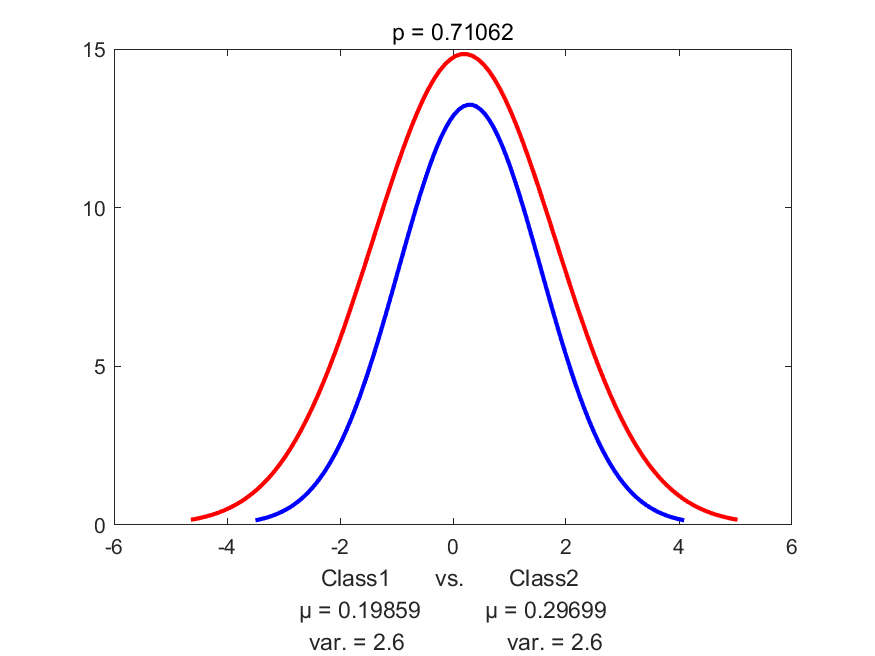 p = 0.71062
15
10
5
0
-6 -4 -2 0 2 4 6
Class1 vs. Class2
μ = 0.19859 μ = 0.29699
var. = 2.6 var. = 2.6